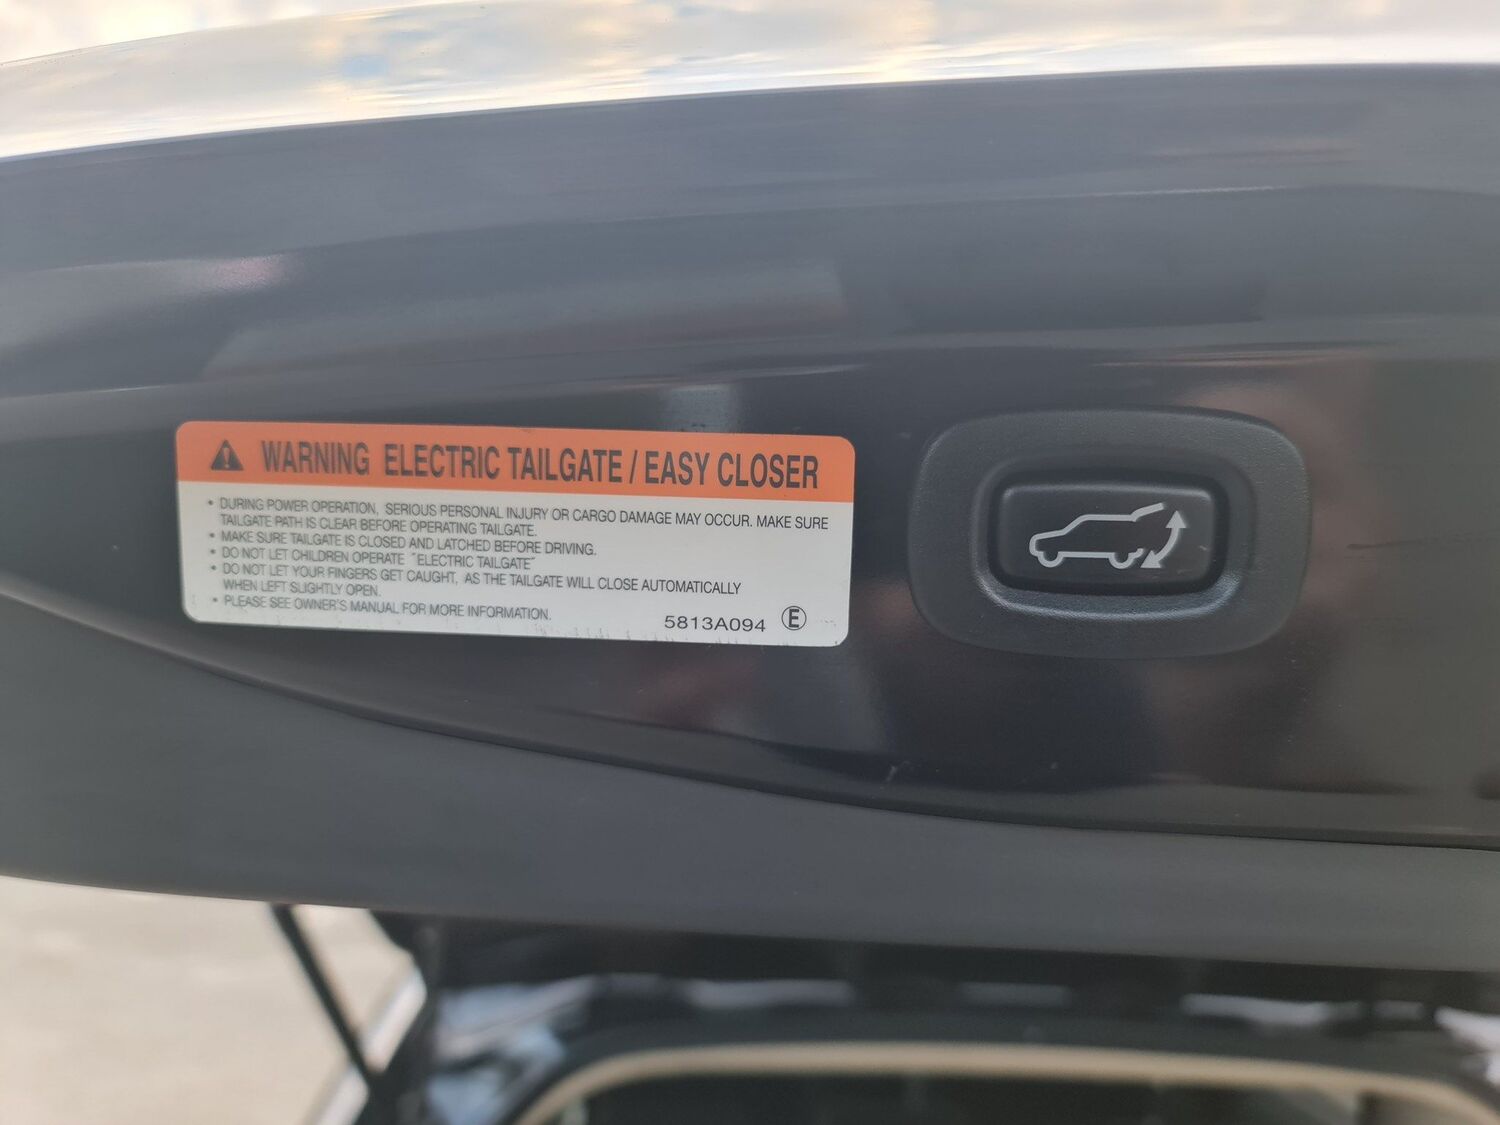 WARNING ELECTRIC TAILGATE / EASY CLOSER
• DURING POWER OPERATION, SERIOUS PERSONAL INJURY OR CARGO DAMAGE MAY OCCUR. MAKE SURE
TAILGATE PATH IS CLEAR BEFORE OPERATING TAILGATE.
• MAKE SURE TAILGATE IS CLOSED AND LATCHED BEFORE DRIVING.
• DO NOT LET CHILDREN OPERATE "ELECTRIC TAILGATE"
• DO NOT LET YOUR FINGERS GET CAUGHT, AS THE TAILGATE WILL CLOSE AUTOMATICALLY
WHEN LEFT SLIGHTLY OPEN.
• PLEASE SEE OWNER'S MANUAL FOR MORE INFORMATION.
5813A094 Ⓔ